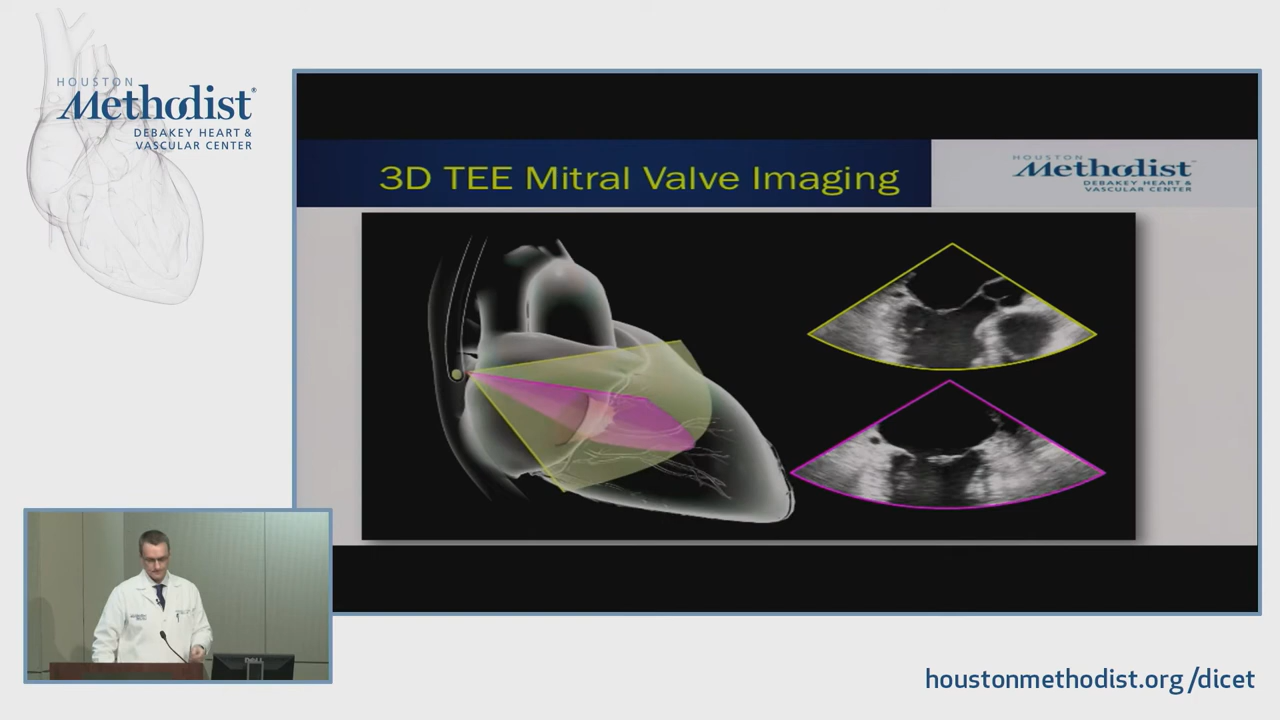 HOUSTON
Methodist®
DEBAKEY HEART &
VASCULAR CENTER
3D TEE Mitral Valve Imaging
HOUSTON
Methodist
DEBAKEY HEART &
VASCULAR CENTER
DELL
houstonmethodist.org/dicet